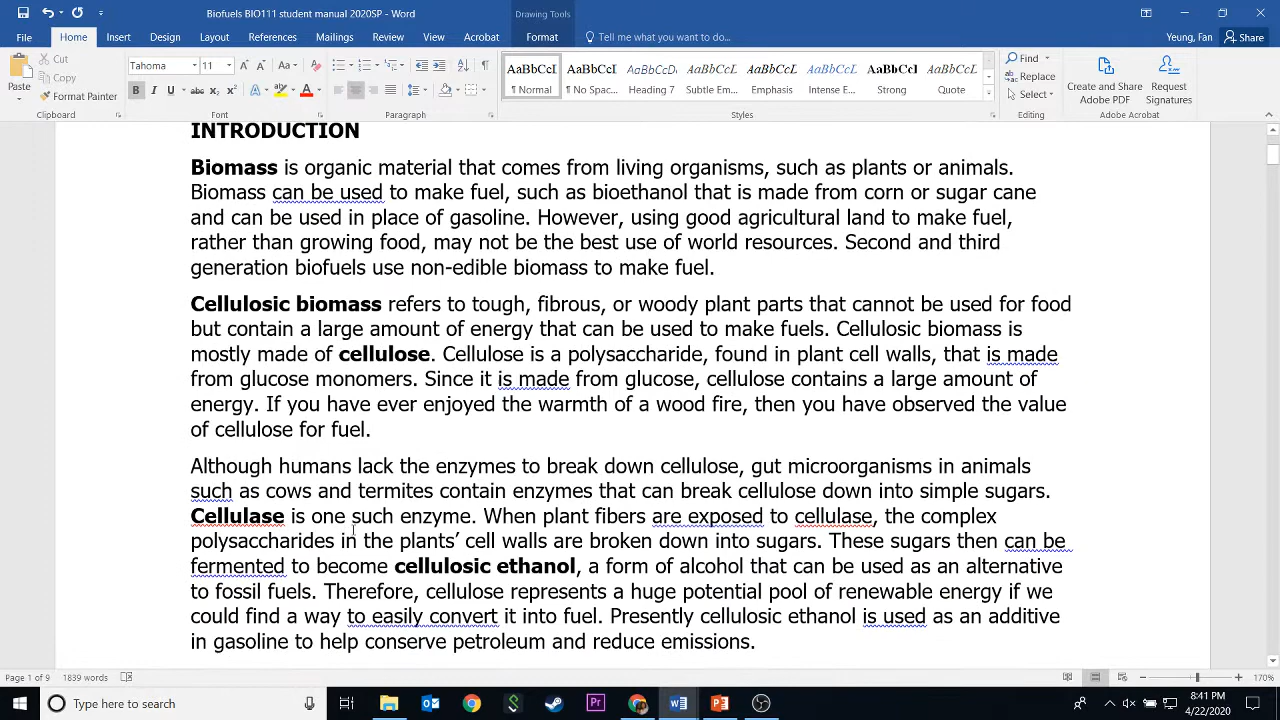 Biofuels BIO111 student manual 2020SP - Word
Drawing Tools
Yeung, Fan
File Home Insert Design Layout References Mailings Review View Acrobat Format Tell me what you want to do... Share
Paste
Cut
Copy
Format Painter
Clipboard
Tahoma 11
Font
Paragraph
AaBbCcI AaBbCcI AaBbCcD AaBbCcI AaBbCcI AaBbCcI AaBbCcI AaBbCcI
¶ Normal ¶ No Spac... Heading 7 Subtle Em... Emphasis Intense E... Strong Quote
Styles
Find
Replace
Select
Editing
Create and Share
Adobe PDF
Request
Signatures
Adobe Acrobat
INTRODUCTION
Biomass is organic material that comes from living organisms, such as plants or animals.
Biomass can be used to make fuel, such as bioethanol that is made from corn or sugar cane
and can be used in place of gasoline. However, using good agricultural land to make fuel,
rather than growing food, may not be the best use of world resources. Second and third
generation biofuels use non-edible biomass to make fuel.
Cellulosic biomass refers to tough, fibrous, or woody plant parts that cannot be used for food
but contain a large amount of energy that can be used to make fuels. Cellulosic biomass is
mostly made of cellulose. Cellulose is a polysaccharide, found in plant cell walls, that is made
from glucose monomers. Since it is made from glucose, cellulose contains a large amount of
energy. If you have ever enjoyed the warmth of a wood fire, then you have observed the value
of cellulose for fuel.
Although humans lack the enzymes to break down cellulose, gut microorganisms in animals
such as cows and termites contain enzymes that can break cellulose down into simple sugars.
Cellulase is one such enzyme. When plant fibers are exposed to cellulase, the complex
polysaccharides in the plants’ cell walls are broken down into sugars. These sugars then can be
fermented to become cellulosic ethanol, a form of alcohol that can be used as an alternative
to fossil fuels. Therefore, cellulose represents a huge potential pool of renewable energy if we
could find a way to easily convert it into fuel. Presently cellulosic ethanol is used as an additive
in gasoline to help conserve petroleum and reduce emissions.
Page 1 of 9 1839 words 170%
Type here to search
8:41 PM
4/22/2020